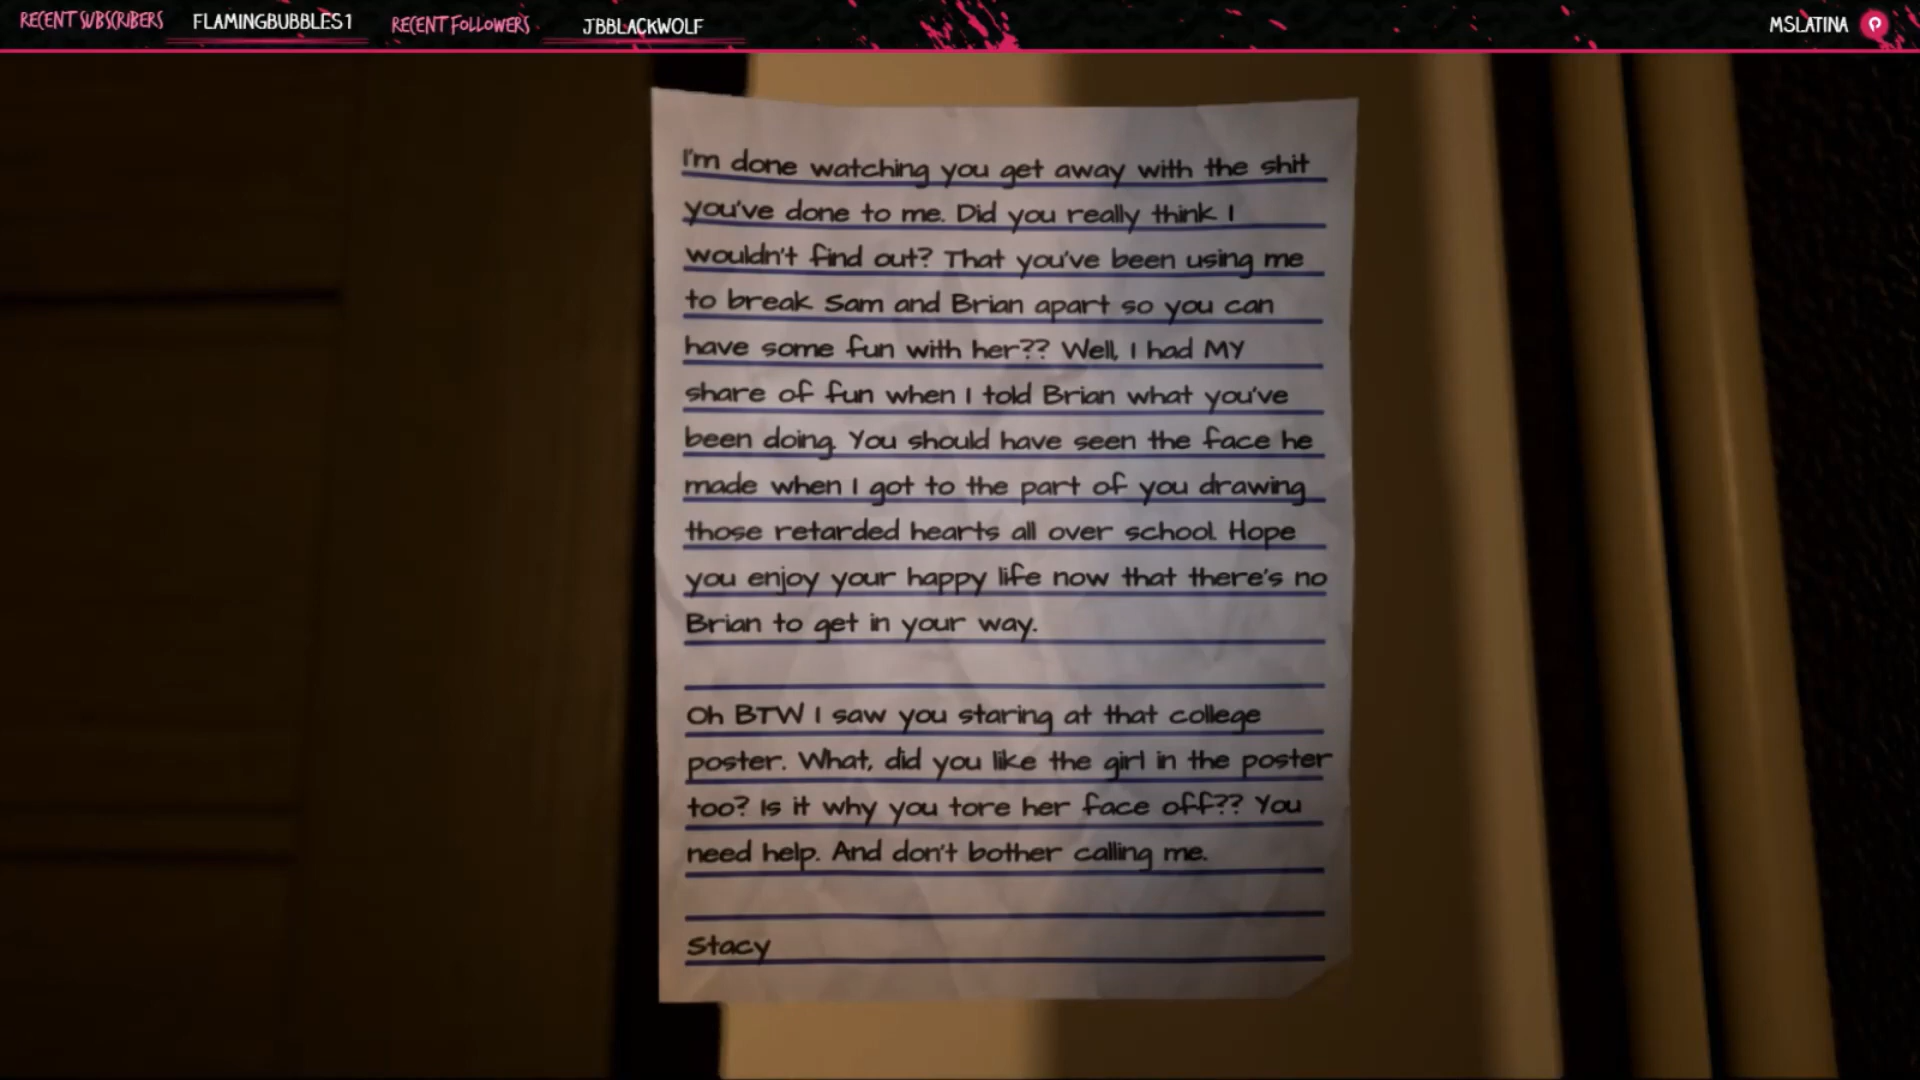 RECENT SUBSCRIBERS FLAMINGBUBBLES1 RECENT FOLLOWERS JBBLACKWOLF MSLATINA
I'm done watching you get away with the shit
you've done to me. Did you really think I
wouldn't find out? That you've been using me
to break Sam and Brian apart so you can
have some fun with her?? Well, I had MY
share of fun when I told Brian what you've
been doing. You should have seen the face he
made when I got to the part of you drawing
those retarded hearts all over school. Hope
you enjoy your happy life now that there's no
Brian to get in your way.
Oh BTW I saw you staring at that college
poster. What, did you like the girl in the poster
too? Is it why you tore her face off?? You
need help. And don't bother calling me.
Stacy